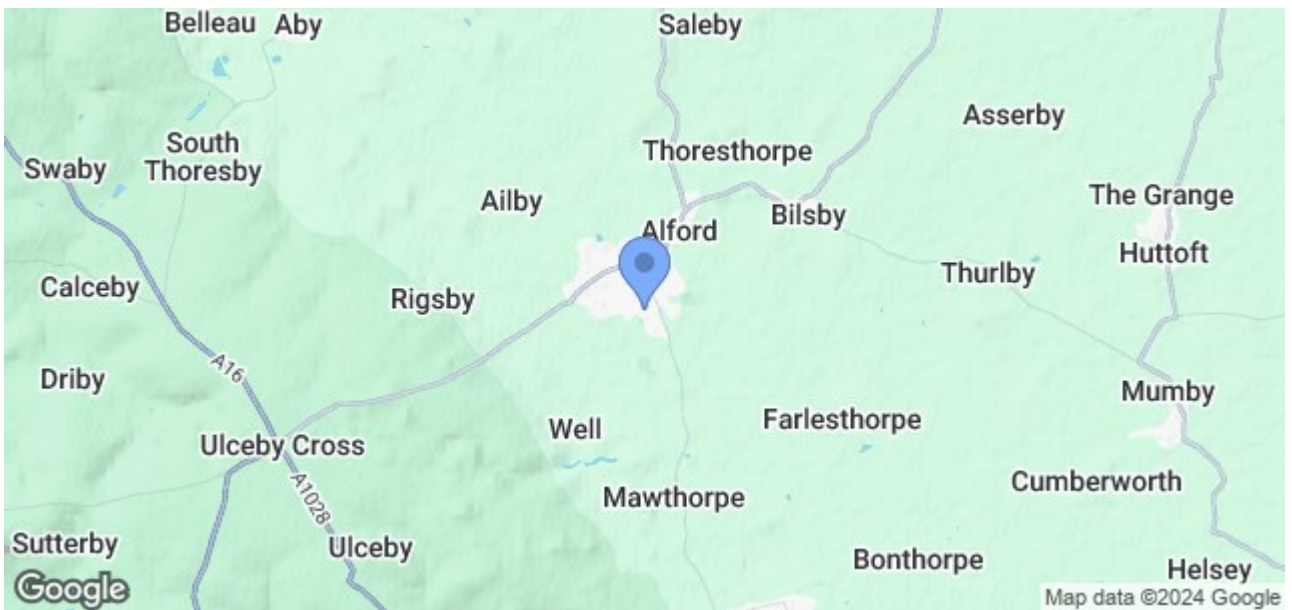 Belleau
Aby
Saleby
Asserby
South
Thoresby
Thoresthorpe
Swaby
Ailby
The Grange
Bilsby
Alford
Huttoft
Thurlby
Calceby
Rigsby
A16
Driby
Mumby
Farlesthorpe
Well
Ulceby Cross
Cumberworth
A1028
Mawthorpe
Sutterby
Ulceby
Bonthorpe
Helsey
Google
Map data ©2024 Google